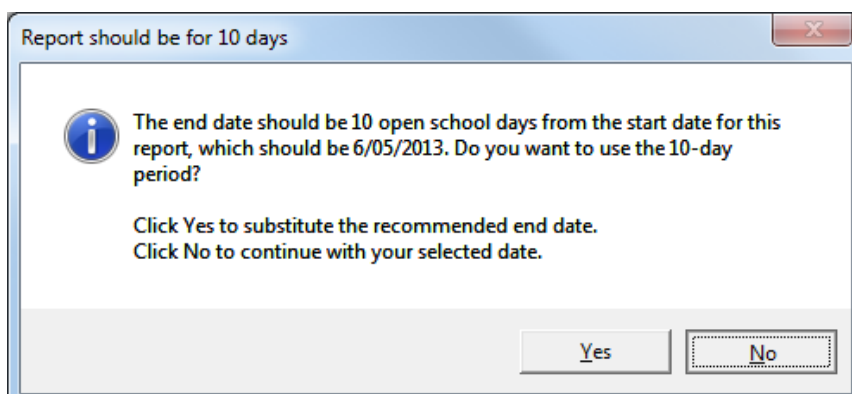 Report should be for 10 days
The end date should be 10 open school days from the start date for this
report, which should be 6/05/2013. Do you want to use the 10-day
period?
Click Yes to substitute the recommended end date.
Click No to continue with your selected date.
Yes
No